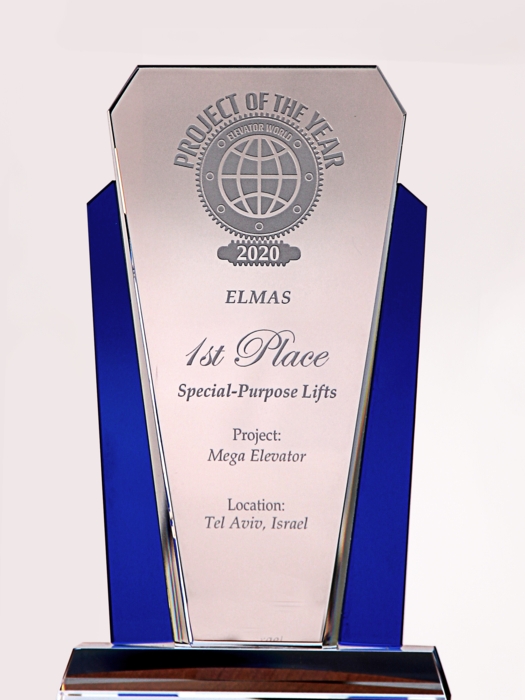 PROJECT OF THE YEAR
ELEVATOR WORLD
2020
ELMAS
1st Place
Special-Purpose Lifts
Project:
Mega Elevator
Location:
Tel Aviv, Israel